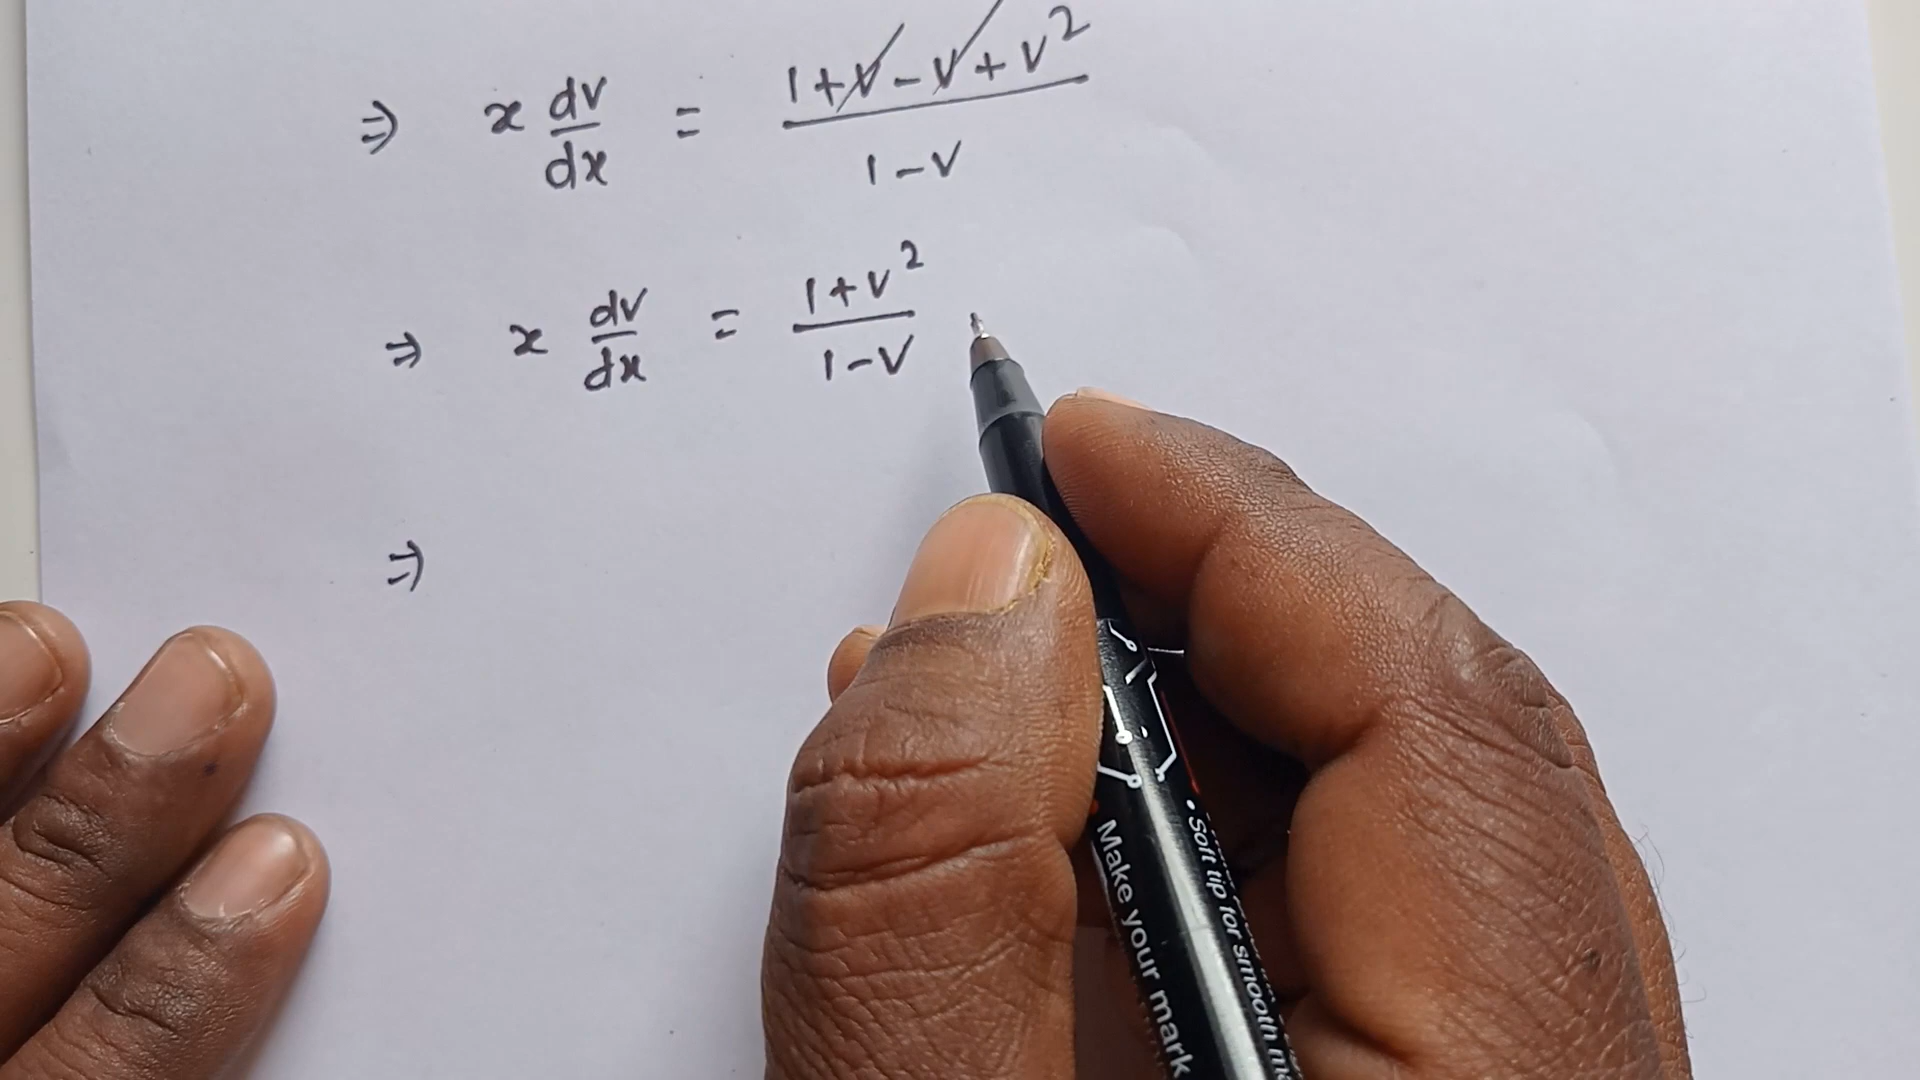 ⇒ x dv/dx = (1+v-v+v²)/(1-v)
⇒ x dv/dx = (1+v²)/(1-v)
⇒
• Make your mark
• Soft tip for smooth